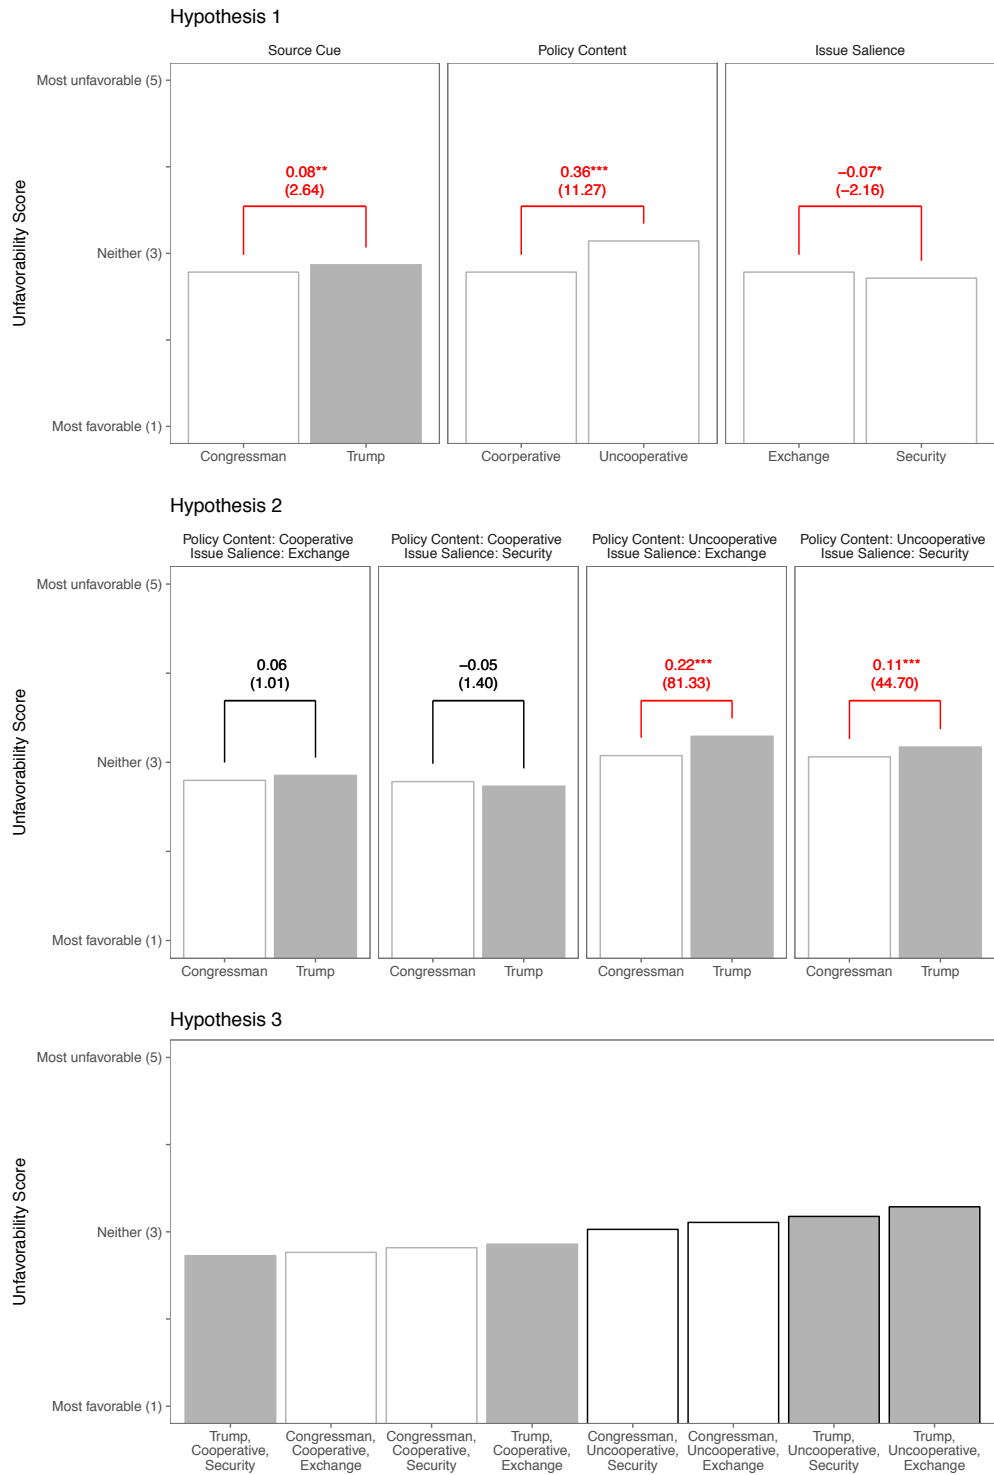 Hypothesis 1
Source Cue
Policy Content
Issue Salience
Unfavorability Score
Most unfavorable (5)
Neither (3)
Most favorable (1)
0.08**
(2.64)
0.36***
(11.27)
−0.07*
(−2.16)
Congressman
Trump
Coorperative
Uncooperative
Exchange
Security
Hypothesis 2
Policy Content: Cooperative
Issue Salience: Exchange
Policy Content: Cooperative
Issue Salience: Security
Policy Content: Uncooperative
Issue Salience: Exchange
Policy Content: Uncooperative
Issue Salience: Security
Unfavorability Score
Most unfavorable (5)
Neither (3)
Most favorable (1)
0.06
(1.01)
−0.05
(1.40)
0.22***
(81.33)
0.11***
(44.70)
Congressman
Trump
Congressman
Trump
Congressman
Trump
Congressman
Trump
Hypothesis 3
Unfavorability Score
Most unfavorable (5)
Neither (3)
Most favorable (1)
Trump,
Cooperative,
Security
Congressman,
Cooperative,
Exchange
Congressman,
Cooperative,
Security
Trump,
Cooperative,
Exchange
Congressman,
Uncooperative,
Security
Congressman,
Uncooperative,
Exchange
Trump,
Uncooperative,
Security
Trump,
Uncooperative,
Exchange